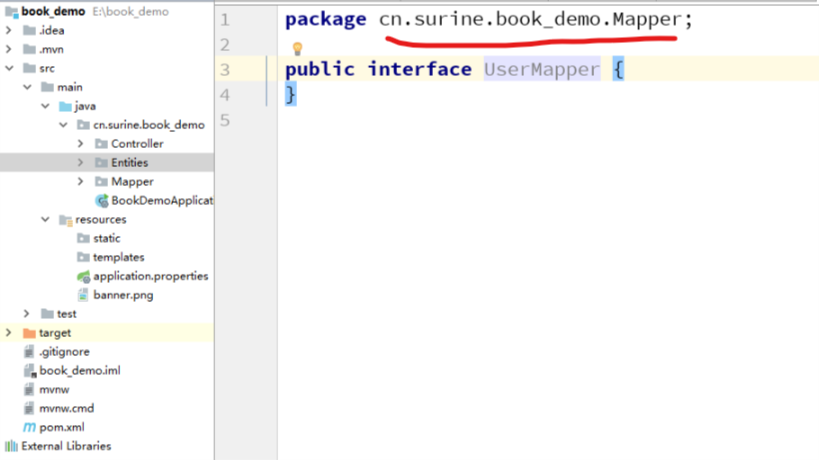 book_demo E:\book_demo
.idea
.mvn
src
main
java
cn.surine.book_demo
Controller
Entities
Mapper
BookDemoApplicat
resources
static
templates
application.properties
banner.png
test
target
.gitignore
book_demo.iml
mvnw
mvnw.cmd
pom.xml
External Libraries
1 package cn.surine.book_demo.Mapper;
2
3 public interface UserMapper {
4 }
5